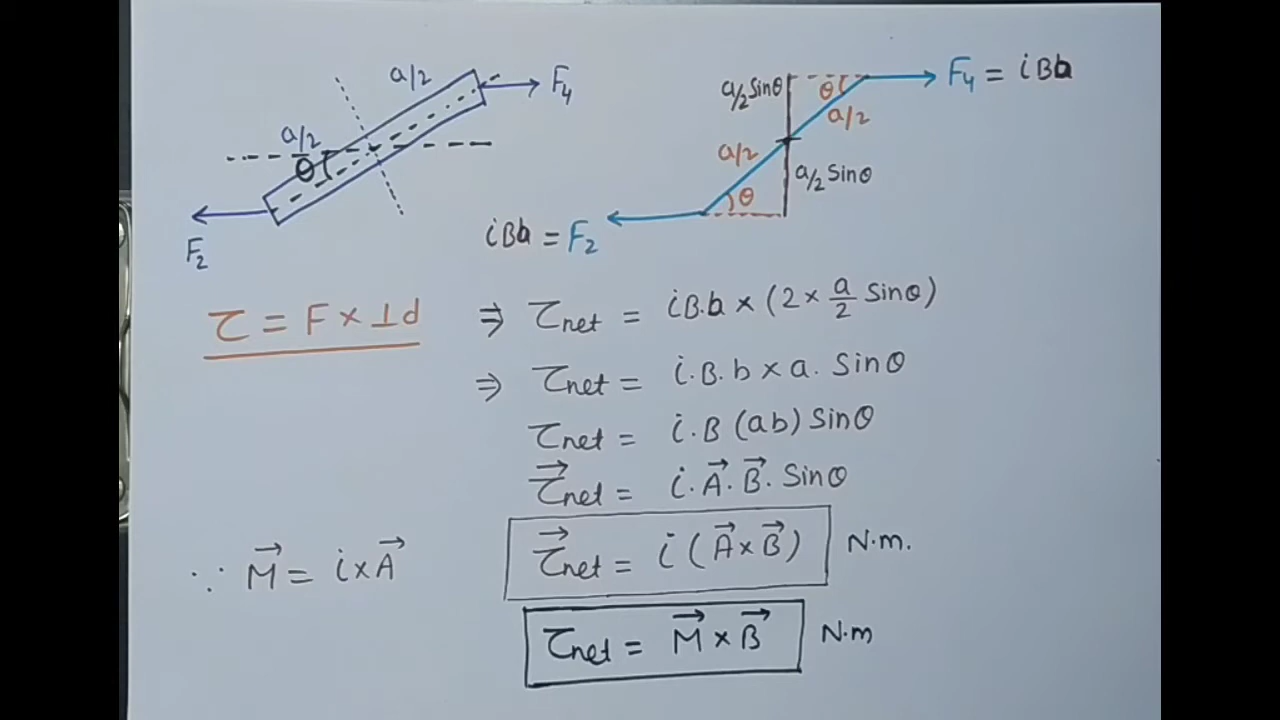 a/2
F₄
a/2
θ
F₂
a/2 Sinθ
θ
F₄ = iBb
a/2
a/2
a/2 Sinθ
θ
iBb = F₂
τ = F × ⊥d
⇒ τnet = iB.b × (2 × a/2 Sinθ)
⇒ τnet = i.B.b × a. Sinθ
τnet = i.B (ab) Sinθ
τ⃗net = i.A⃗.B⃗. Sinθ
∵ M⃗ = i×A⃗
τ⃗net = i(A⃗×B⃗) N.m.
τnet = M⃗×B⃗ N.m